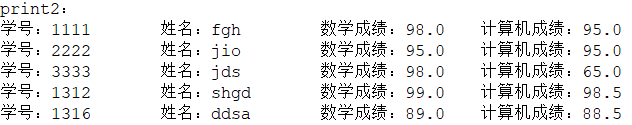 print2：
学号：1111 姓名：fgh 数学成绩：98.0 计算机成绩：95.0
学号：2222 姓名：jio 数学成绩：95.0 计算机成绩：95.0
学号：3333 姓名：jds 数学成绩：98.0 计算机成绩：65.0
学号：1312 姓名：shgd 数学成绩：99.0 计算机成绩：98.5
学号：1316 姓名：ddsa 数学成绩：89.0 计算机成绩：88.5